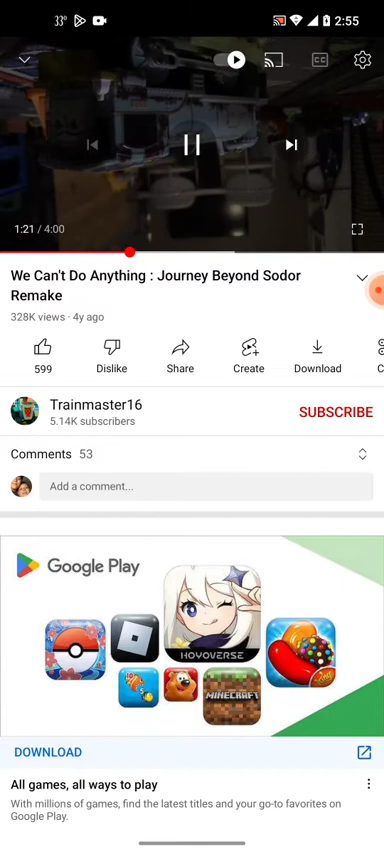 33° 2:55
CC
1:21 / 4:00
We Can't Do Anything : Journey Beyond Sodor
Remake
328K views · 4y ago
599 Dislike Share Create Download
Trainmaster16
5.14K subscribers
SUBSCRIBE
Comments 53
Add a comment...
Google Play
HOYOVERSE
MINECRAFT
DOWNLOAD
All games, all ways to play
With millions of games, find the latest titles and your go-to favorites on
Google Play.